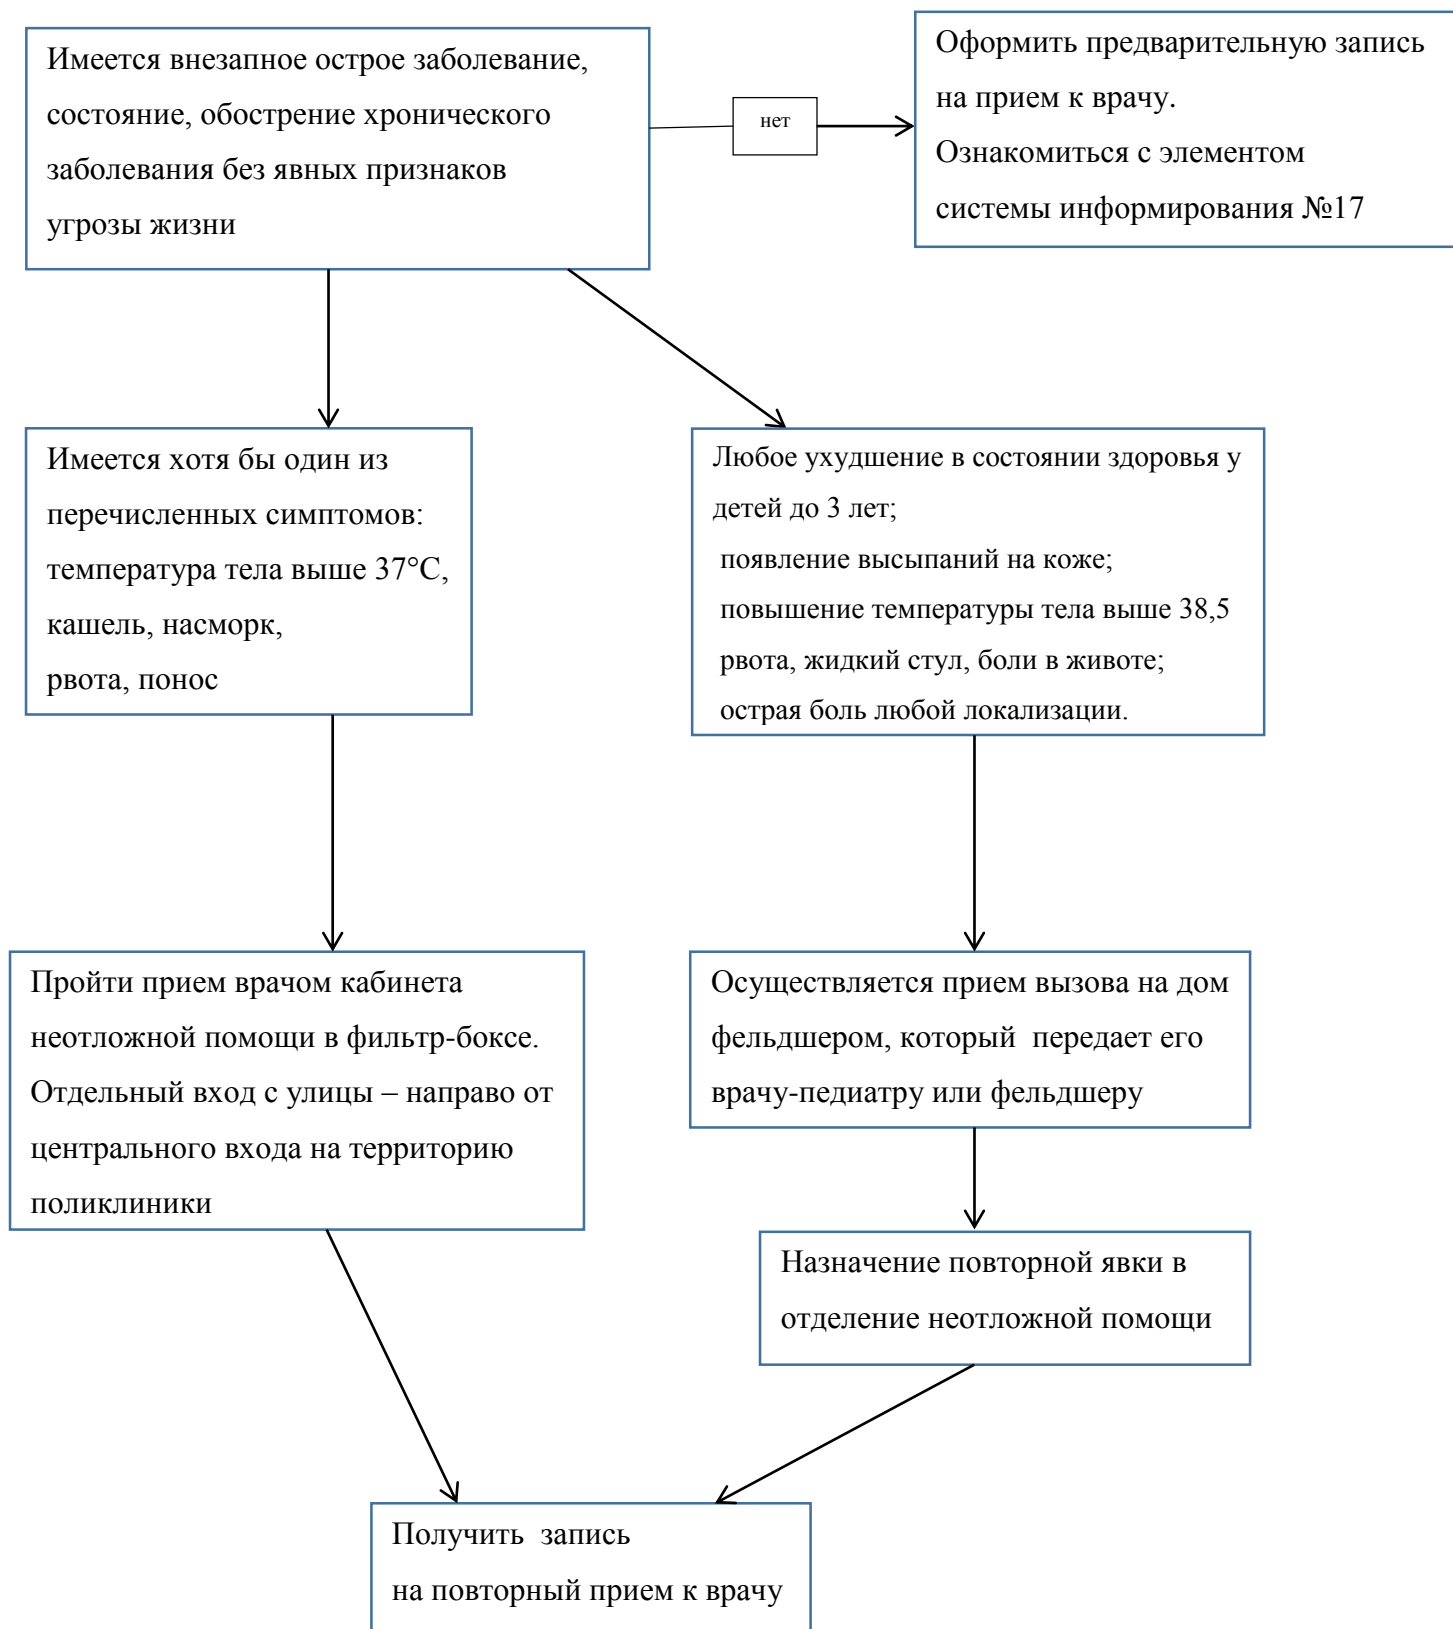 Имеется внезапное острое заболевание,
состояние, обострение хронического
заболевания без явных признаков
угрозы жизни
нет
Оформить предварительную запись
на прием к врачу.
Ознакомиться с элементом
системы информирования №17
Имеется хотя бы один из
перечисленных симптомов:
температура тела выше 37°С,
кашель, насморк,
рвота, понос
Любое ухудшение в состоянии здоровья у
детей до 3 лет;
появление высыпаний на коже;
повышение температуры тела выше 38,5
рвота, жидкий стул, боли в животе;
острая боль любой локализации.
Пройти прием врачом кабинета
неотложной помощи в фильтр-боксе.
Отдельный вход с улицы – направо от
центрального входа на территорию
поликлиники
Осуществляется прием вызова на дом
фельдшером, который передает его
врачу-педиатру или фельдшеру
Назначение повторной явки в
отделение неотложной помощи
Получить запись
на повторный прием к врачу